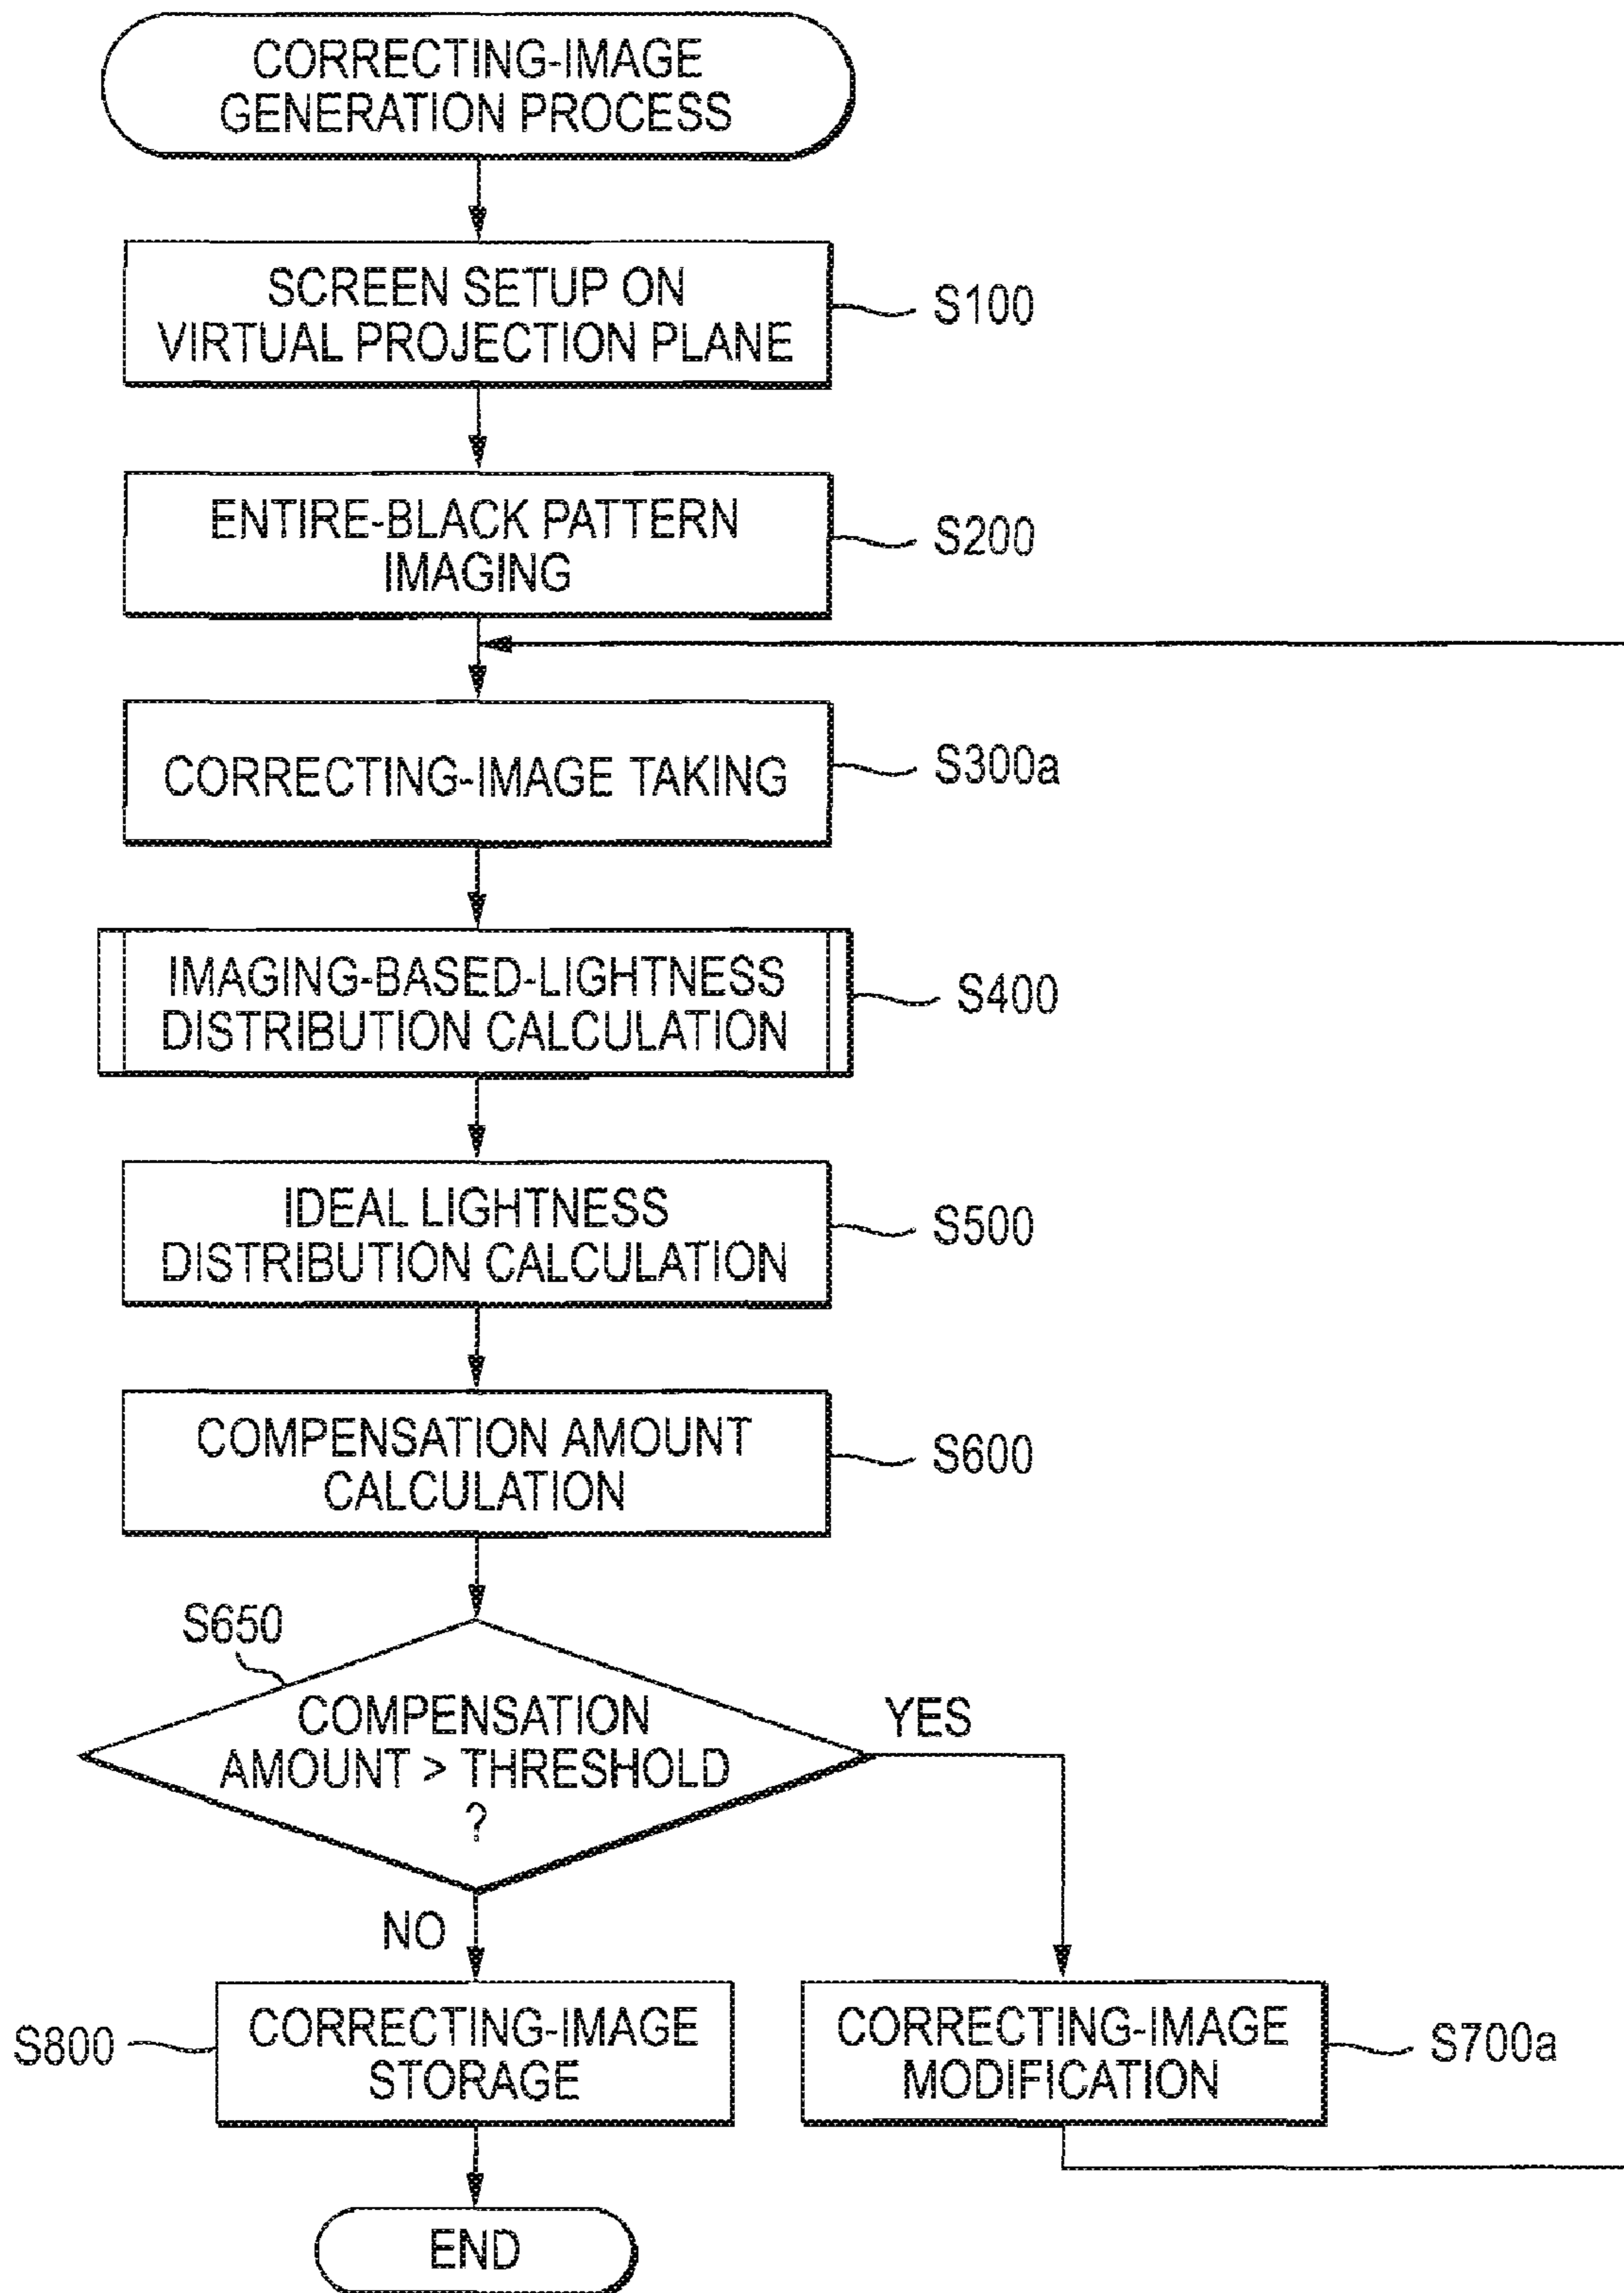 CORRECTING-IMAGE
GENERATION PROCESS
SCREEN SETUP ON
VIRTUAL PROJECTION PLANE
S100
ENTIRE-BLACK PATTERN
IMAGING
S200
CORRECTING-IMAGE TAKING
S300a
IMAGING-BASED-LIGHTNESS
DISTRIBUTION CALCULATION
S400
IDEAL LIGHTNESS
DISTRIBUTION CALCULATION
S500
COMPENSATION AMOUNT
CALCULATION
S600
S650
COMPENSATION
AMOUNT > THRESHOLD
?
YES
NO
S800
CORRECTING-IMAGE
STORAGE
CORRECTING-IMAGE
MODIFICATION
S700a
END